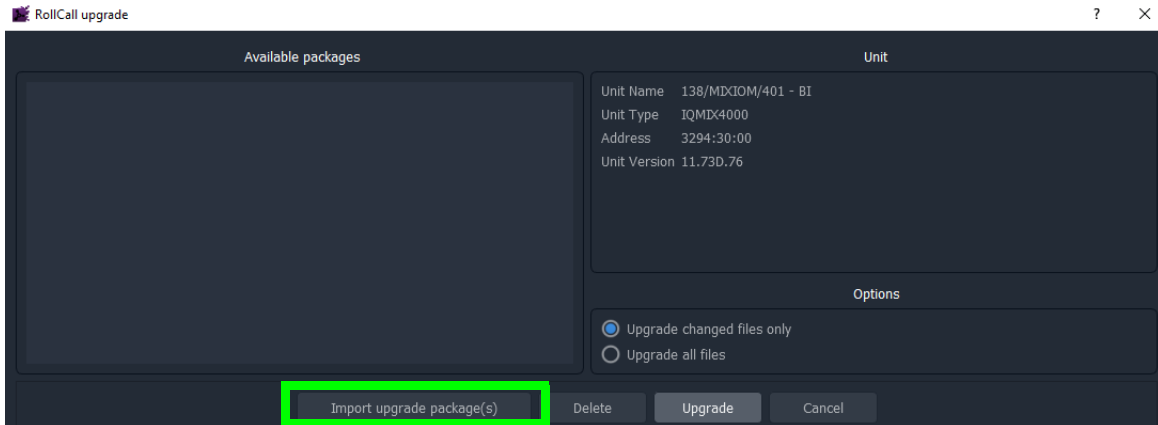 RollCall upgrade
? ×
Available packages
Unit
Unit Name 138/MIXIOM/401 - BI
Unit Type IQMIX4000
Address 3294:30:00
Unit Version 11.73D.76
Options
Upgrade changed files only
Upgrade all files
Import upgrade package(s) Delete Upgrade Cancel